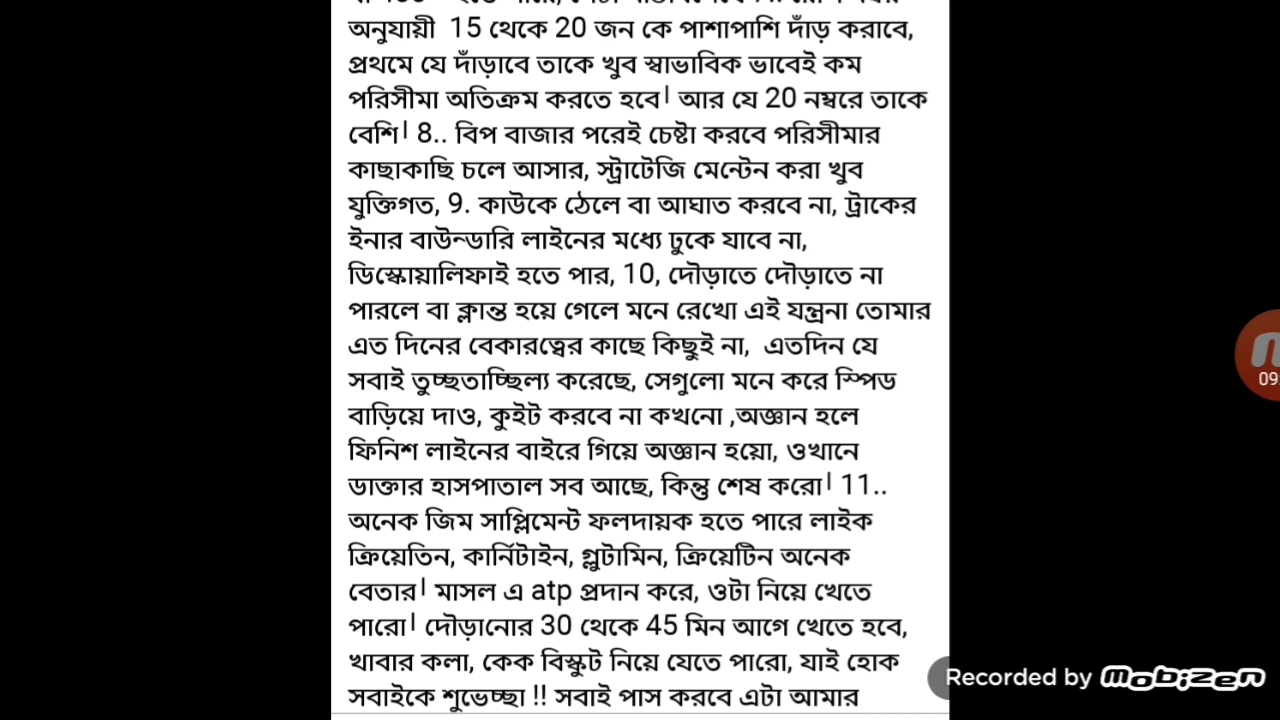 অনুযায়ী 15 থেকে 20 জন কে পাশাপাশি দাঁড় করাবে,
প্রথমে যে দাঁড়াবে তাকে খুব স্বাভাবিক ভাবেই কম
পরিসীমা অতিক্রম করতে হবে। আর যে 20 নম্বরে তাকে
বেশি। 8.. বিপ বাজার পরেই চেষ্টা করবে পরিসীমার
কাছাকাছি চলে আসার, স্ট্রাটেজি মেন্টেন করা খুব
যুক্তিগত, 9. কাউকে ঠেলে বা আঘাত করবে না, ট্রাকের
ইনার বাউন্ডারি লাইনের মধ্যে ঢুকে যাবে না,
ডিস্কোয়ালিফাই হতে পার, 10, দৌড়াতে দৌড়াতে না
পারলে বা ক্লান্ত হয়ে গেলে মনে রেখো এই যন্ত্রনা তোমার
এত দিনের বেকারত্বের কাছে কিছুই না, এতদিন যে
সবাই তুচ্ছতাচ্ছিল্য করেছে, সেগুলো মনে করে স্পিড
বাড়িয়ে দাও, কুইট করবে না কখনো ,অজ্ঞান হলে
ফিনিশ লাইনের বাইরে গিয়ে অজ্ঞান হয়ো, ওখানে
ডাক্তার হাসপাতাল সব আছে, কিন্তু শেষ করো। 11..
অনেক জিম সাপ্লিমেন্ট ফলদায়ক হতে পারে লাইক
ক্রিয়েতিন, কার্নিটাইন, গ্লুটামিন, ক্রিয়েটিন অনেক
বেতার। মাসল এ atp প্রদান করে, ওটা নিয়ে খেতে
পারো। দৌড়ানোর 30 থেকে 45 মিন আগে খেতে হবে,
খাবার কলা, কেক বিস্কুট নিয়ে যেতে পারো, যাই হোক
সবাইকে শুভেচ্ছা !! সবাই পাস করবে এটা আমার
09
Recorded by mobizen